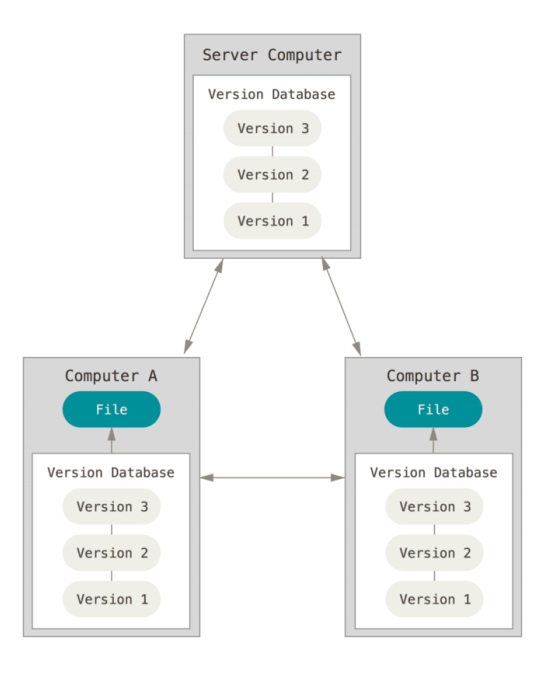 Server Computer
Version Database
Version 3
Version 2
Version 1
Computer A
File
Version Database
Version 3
Version 2
Version 1
Computer B
File
Version Database
Version 3
Version 2
Version 1